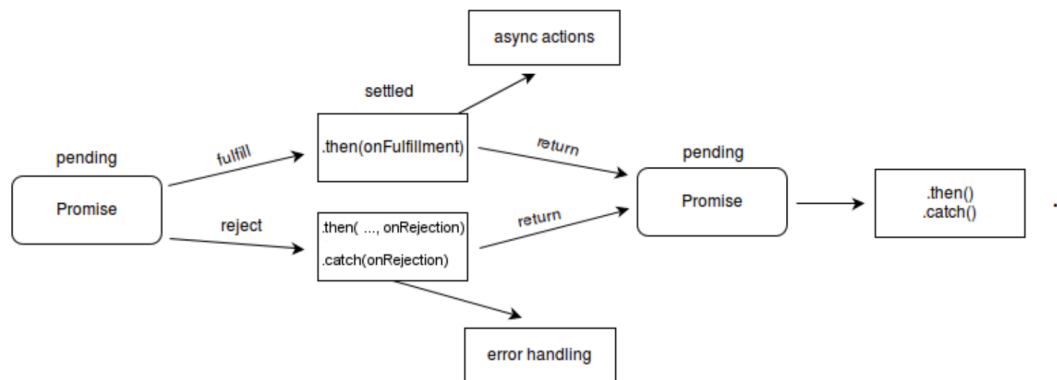 async actions
settled
.then(onFulfillment)
fulfill
return
pending
Promise
pending
Promise
.then()
.catch()
reject
.then( ..., onRejection)
.catch(onRejection)
return
error handling